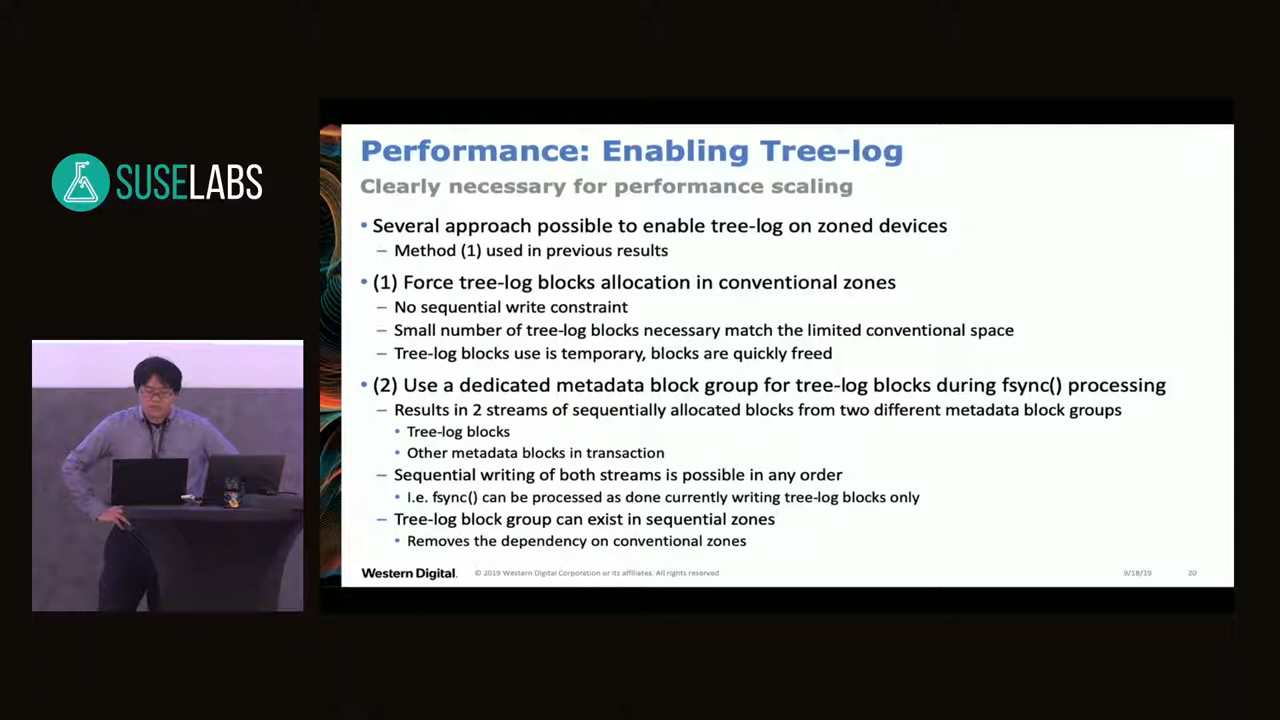 SUSELABS
Performance: Enabling Tree-log
Clearly necessary for performance scaling
• Several approach possible to enable tree-log on zoned devices
– Method (1) used in previous results
• (1) Force tree-log blocks allocation in conventional zones
– No sequential write constraint
– Small number of tree-log blocks necessary match the limited conventional space
– Tree-log blocks use is temporary, blocks are quickly freed
• (2) Use a dedicated metadata block group for tree-log blocks during fsync() processing
– Results in 2 streams of sequentially allocated blocks from two different metadata block groups
• Tree-log blocks
• Other metadata blocks in transaction
– Sequential writing of both streams is possible in any order
• I.e. fsync() can be processed as done currently writing tree-log blocks only
– Tree-log block group can exist in sequential zones
• Removes the dependency on conventional zones
Western Digital. © 2019 Western Digital Corporation or its affiliates. All rights reserved 9/18/19 20